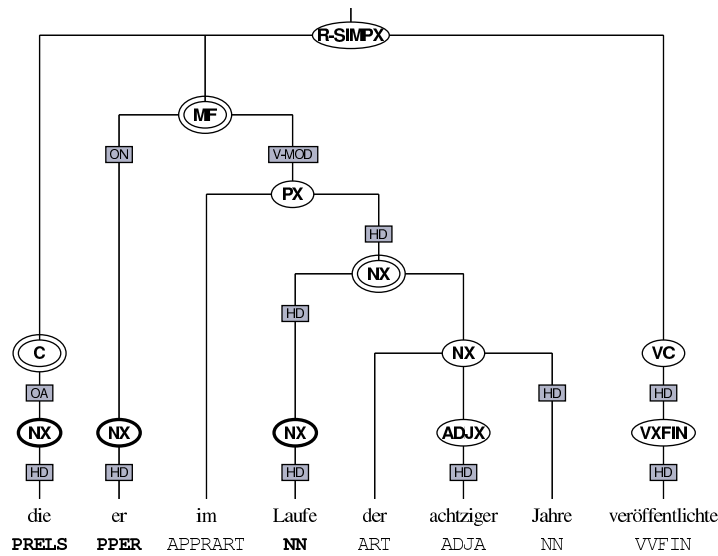 R-SIMPX
MF
ON V-MOD
PX
HD
NX
HD
C NX VC
OA HD HD
NX NX NX ADJX VXFIN
HD HD HD HD HD
die er im Laufe der achtziger Jahre veröffentlichte
PRELS PPER APPRART NN ART ADJA NN VVFIN